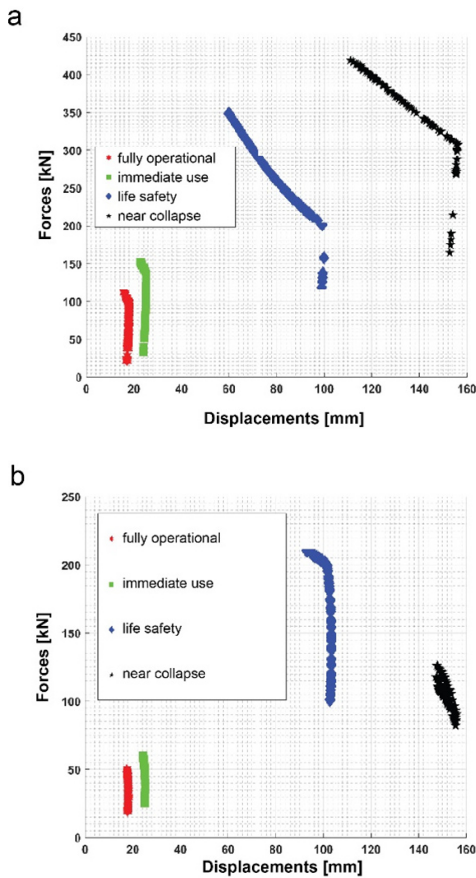 a
450
400
350
300
250
200
150
100
50
0
Forces [kN]
fully operational
immediate use
life safety
near collapse
0 20 40 60 80 100 120 140 160
Displacements [mm]
b
250
200
150
100
50
0
Forces [kN]
fully operational
immediate use
life safety
near collapse
0 20 40 60 80 100 120 140 160
Displacements [mm]